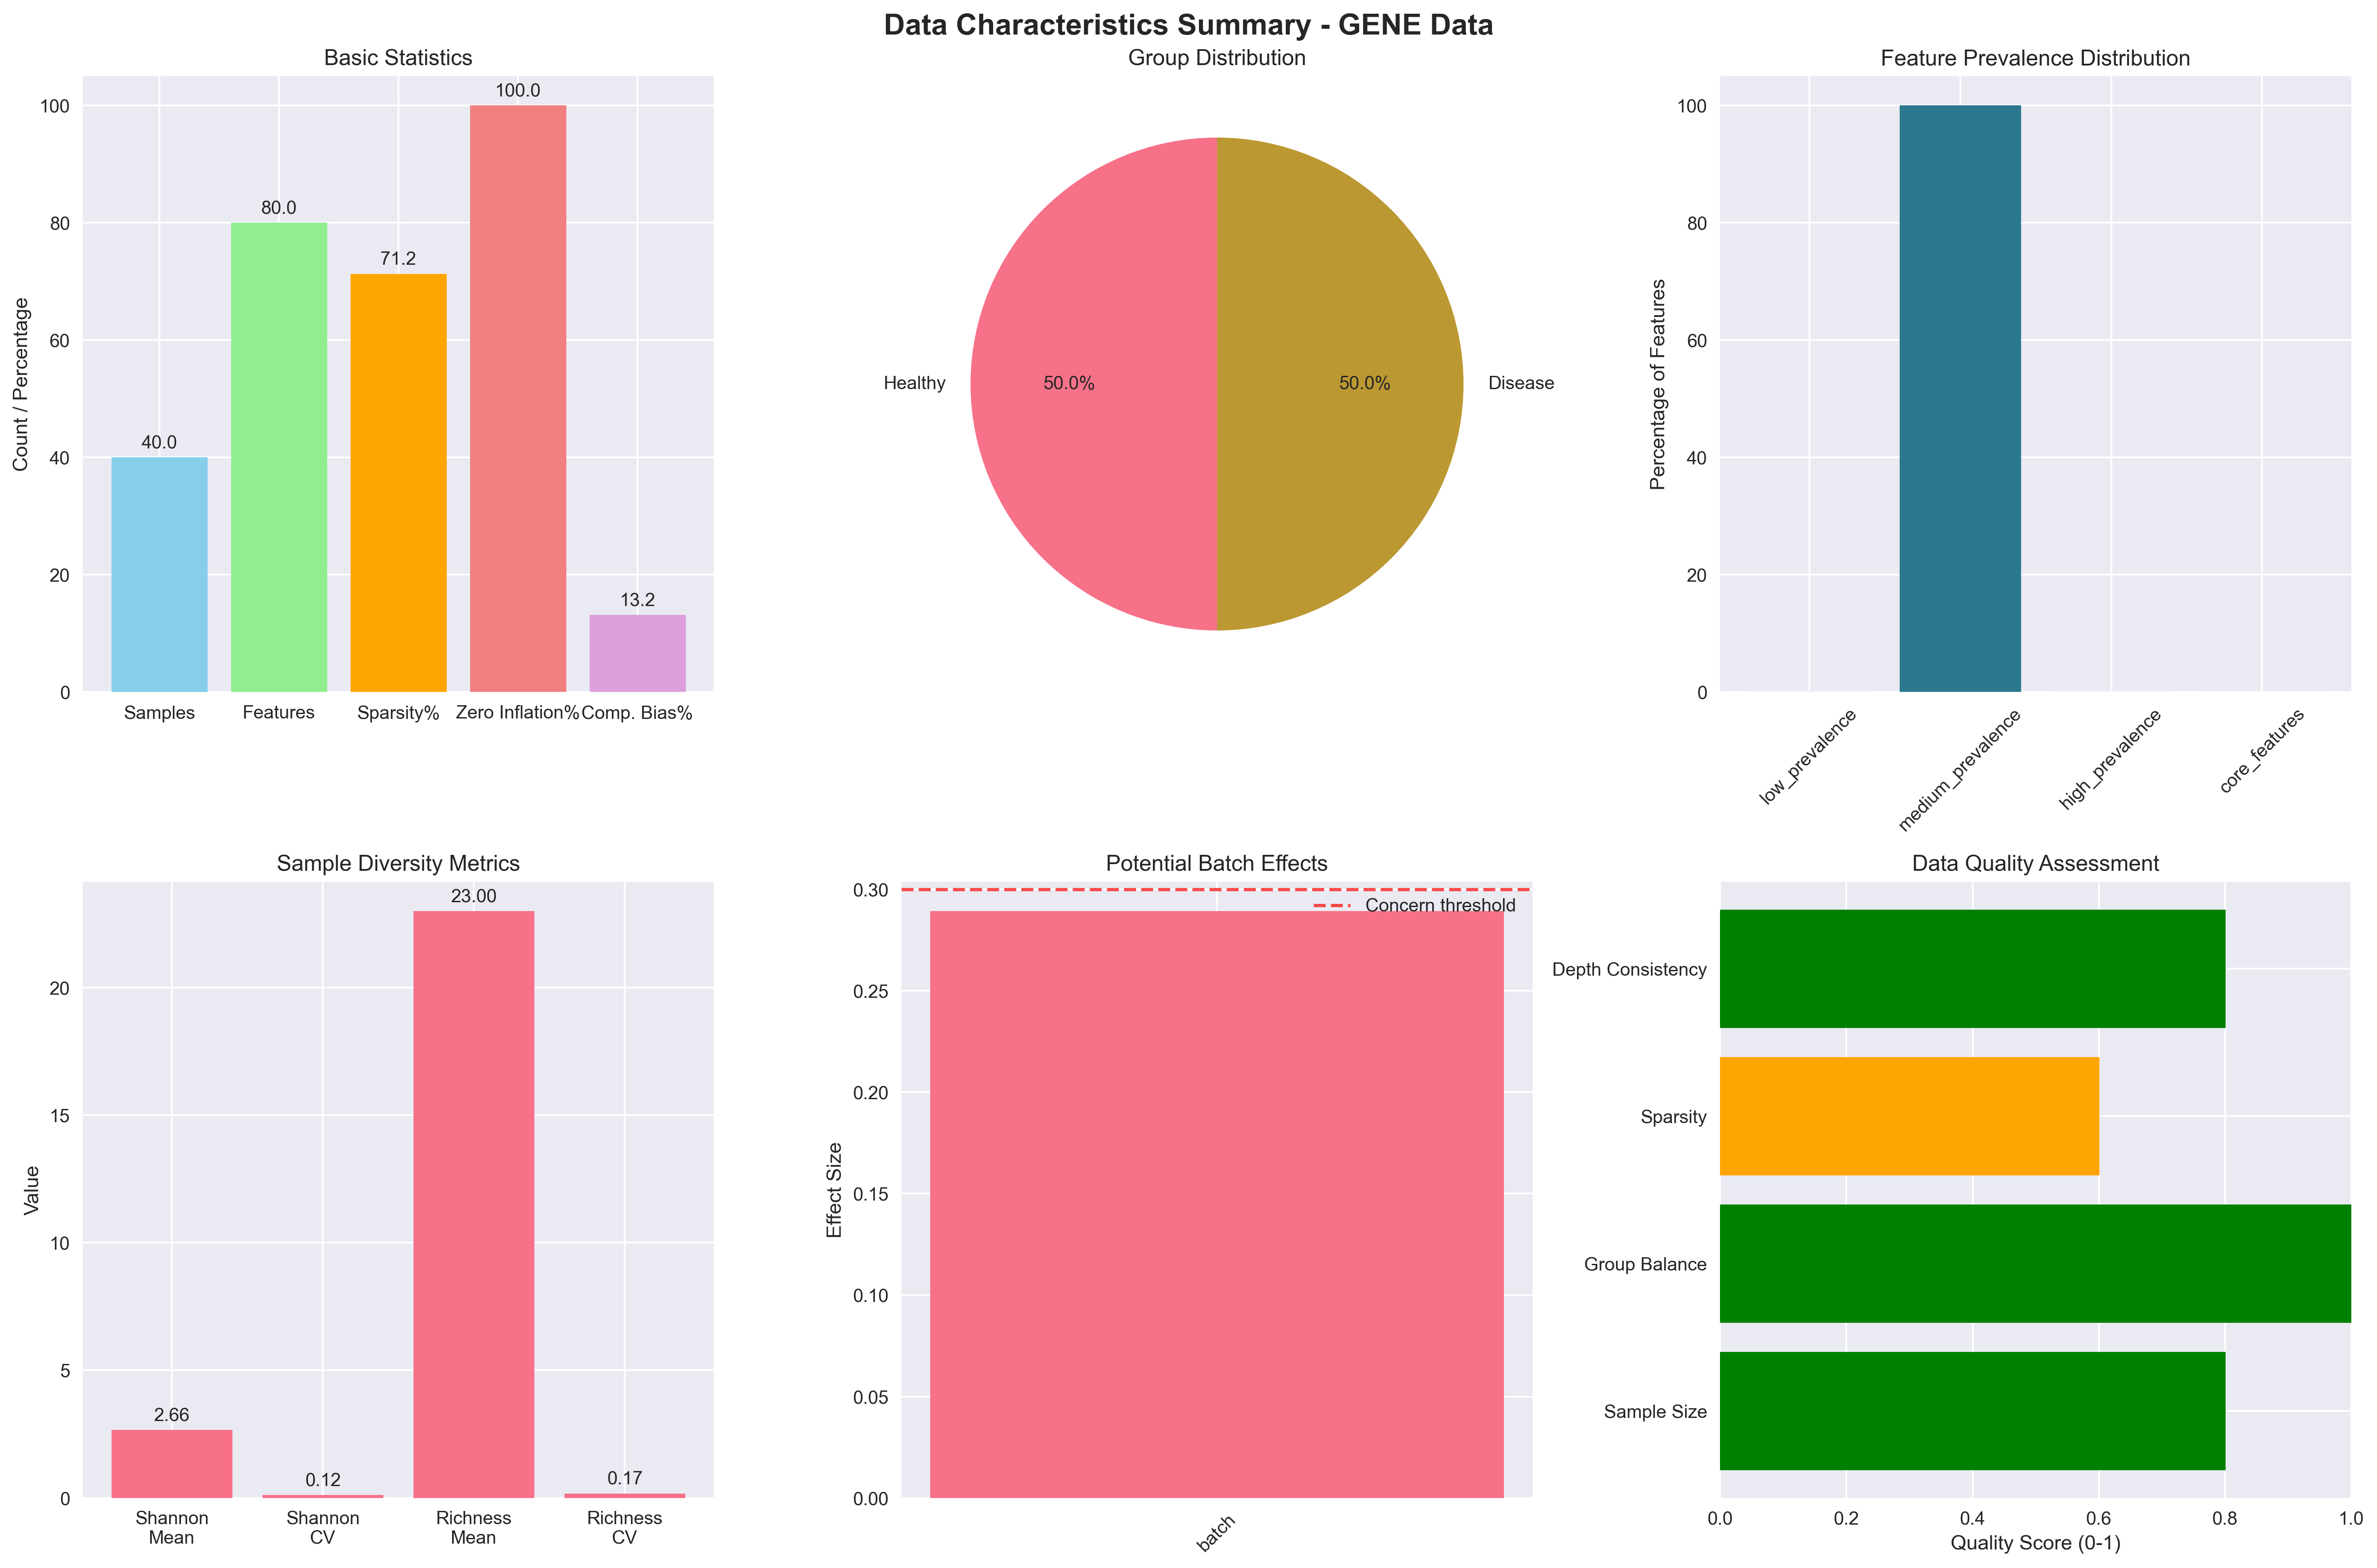 Data Characteristics Summary - GENE Data
Basic Statistics
Count / Percentage
100
80
60
40
20
0
40.0
80.0
71.2
100.0
13.2
Samples
Features
Sparsity%
Zero Inflation%
Comp. Bias%
Group Distribution
Healthy
50.0%
50.0%
Disease
Feature Prevalence Distribution
Percentage of Features
100
80
60
40
20
0
low_prevalence
medium_prevalence
high_prevalence
core_features
Sample Diversity Metrics
Value
20
15
10
5
0
2.66
0.12
23.00
0.17
Shannon
Mean
Shannon
CV
Richness
Mean
Richness
CV
Potential Batch Effects
Effect Size
0.30
0.25
0.20
0.15
0.10
0.05
0.00
Concern threshold
batch
Data Quality Assessment
Depth Consistency
Sparsity
Group Balance
Sample Size
0.0
0.2
0.4
0.6
0.8
1.0
Quality Score (0-1)